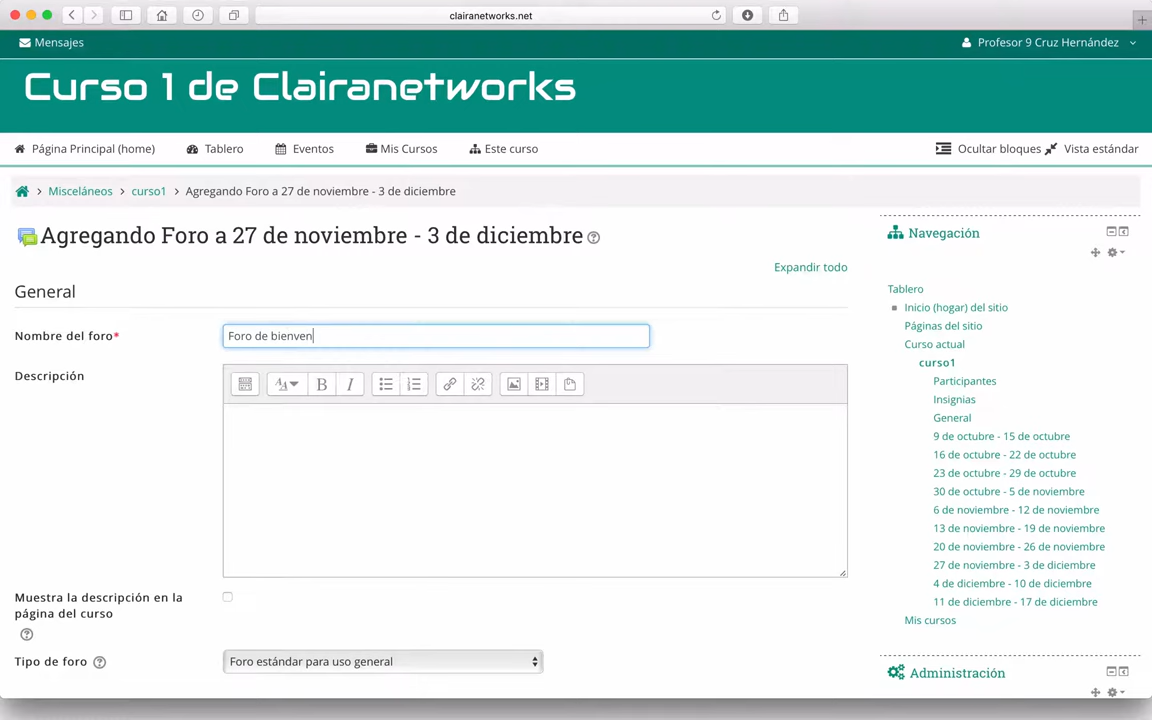 clairanetworks.net
Mensajes
Profesor 9 Cruz Hernández
Curso 1 de Clairanetworks
Página Principal (home) Tablero Eventos Mis Cursos Este curso Ocultar bloques Vista estándar
Misceláneos > curso1 > Agregando Foro a 27 de noviembre - 3 de diciembre
Agregando Foro a 27 de noviembre - 3 de diciembre
Expandir todo
General
Nombre del foro*
Foro de bienven
Descripción
Muestra la descripción en la
página del curso
Tipo de foro
Foro estándar para uso general
Navegación
Tablero
Inicio (hogar) del sitio
Páginas del sitio
Curso actual
curso1
Participantes
Insignias
General
9 de octubre - 15 de octubre
16 de octubre - 22 de octubre
23 de octubre - 29 de octubre
30 de octubre - 5 de noviembre
6 de noviembre - 12 de noviembre
13 de noviembre - 19 de noviembre
20 de noviembre - 26 de noviembre
27 de noviembre - 3 de diciembre
4 de diciembre - 10 de diciembre
11 de diciembre - 17 de diciembre
Mis cursos
Administración